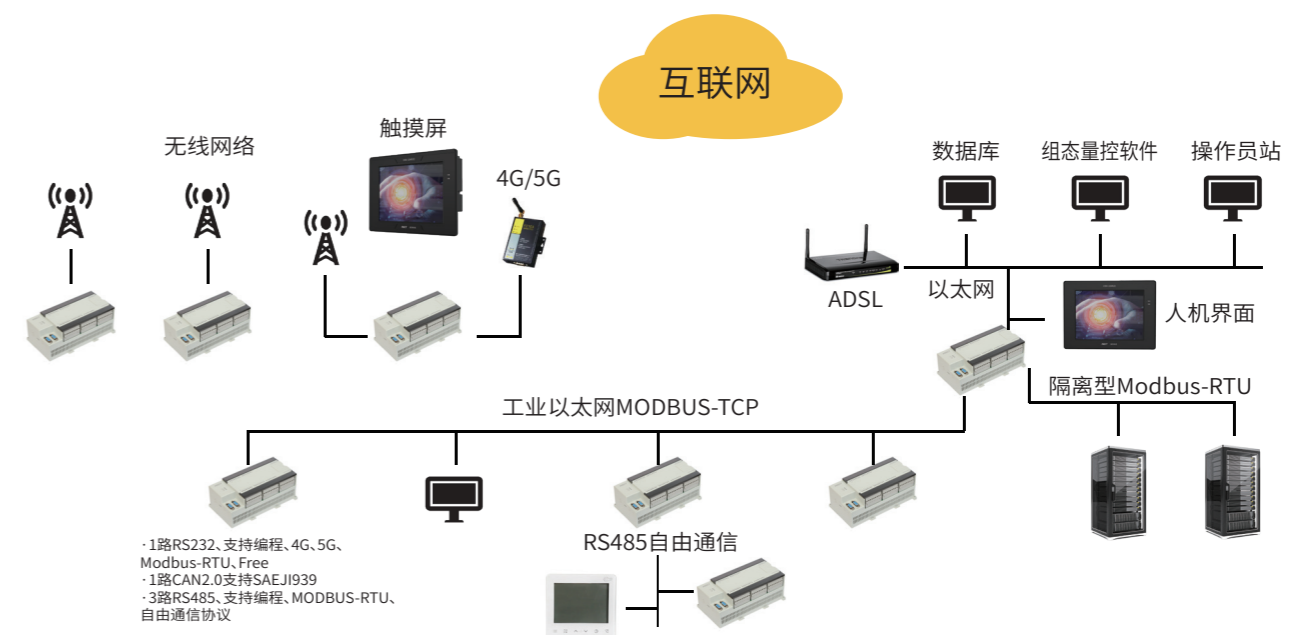 互联网
无线网络
触摸屏
4G/5G
数据库
组态量控软件
操作员站
ADSL
以太网
人机界面
隔离型Modbus-RTU
工业以太网MODBUS-TCP
·1路RS232、支持编程、4G、5G、
Modbus-RTU、Free
·1路CAN2.0支持SAEJI939
·3路RS485、支持编程、MODBUS-RTU、
自由通信协议
RS485自由通信